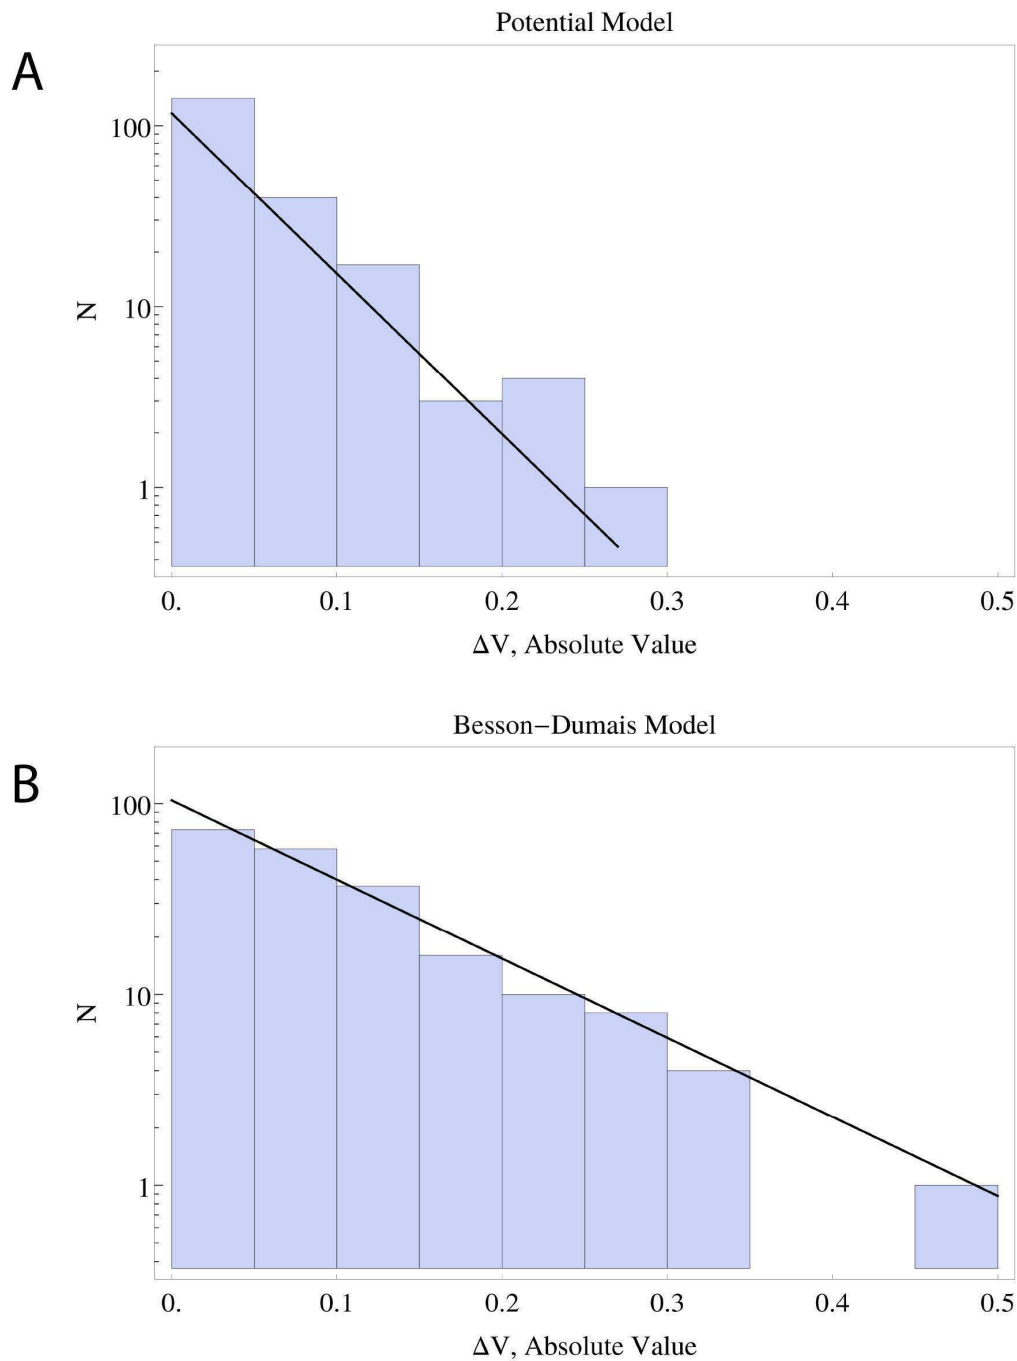 Potential Model
A
100
10
1
N
0. 0.1 0.2 0.3 0.4 0.5
ΔV, Absolute Value
Besson−Dumais Model
B
100
10
1
N
0. 0.1 0.2 0.3 0.4 0.5
ΔV, Absolute Value